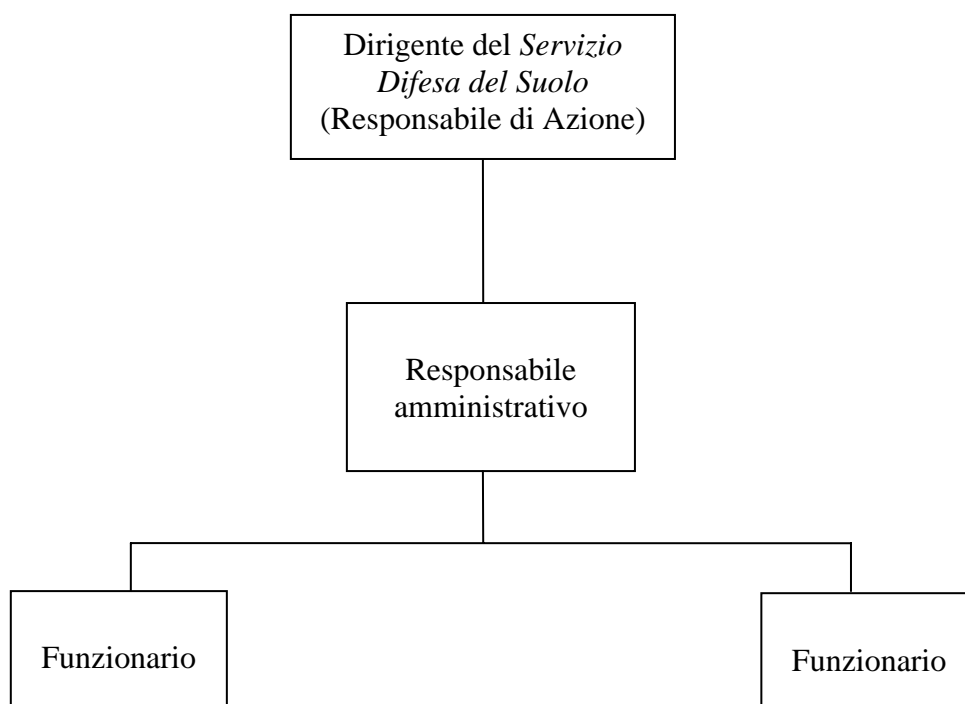 Dirigente del Servizio
Difesa del Suolo
(Responsabile di Azione)
Responsabile
amministrativo
Funzionario
Funzionario